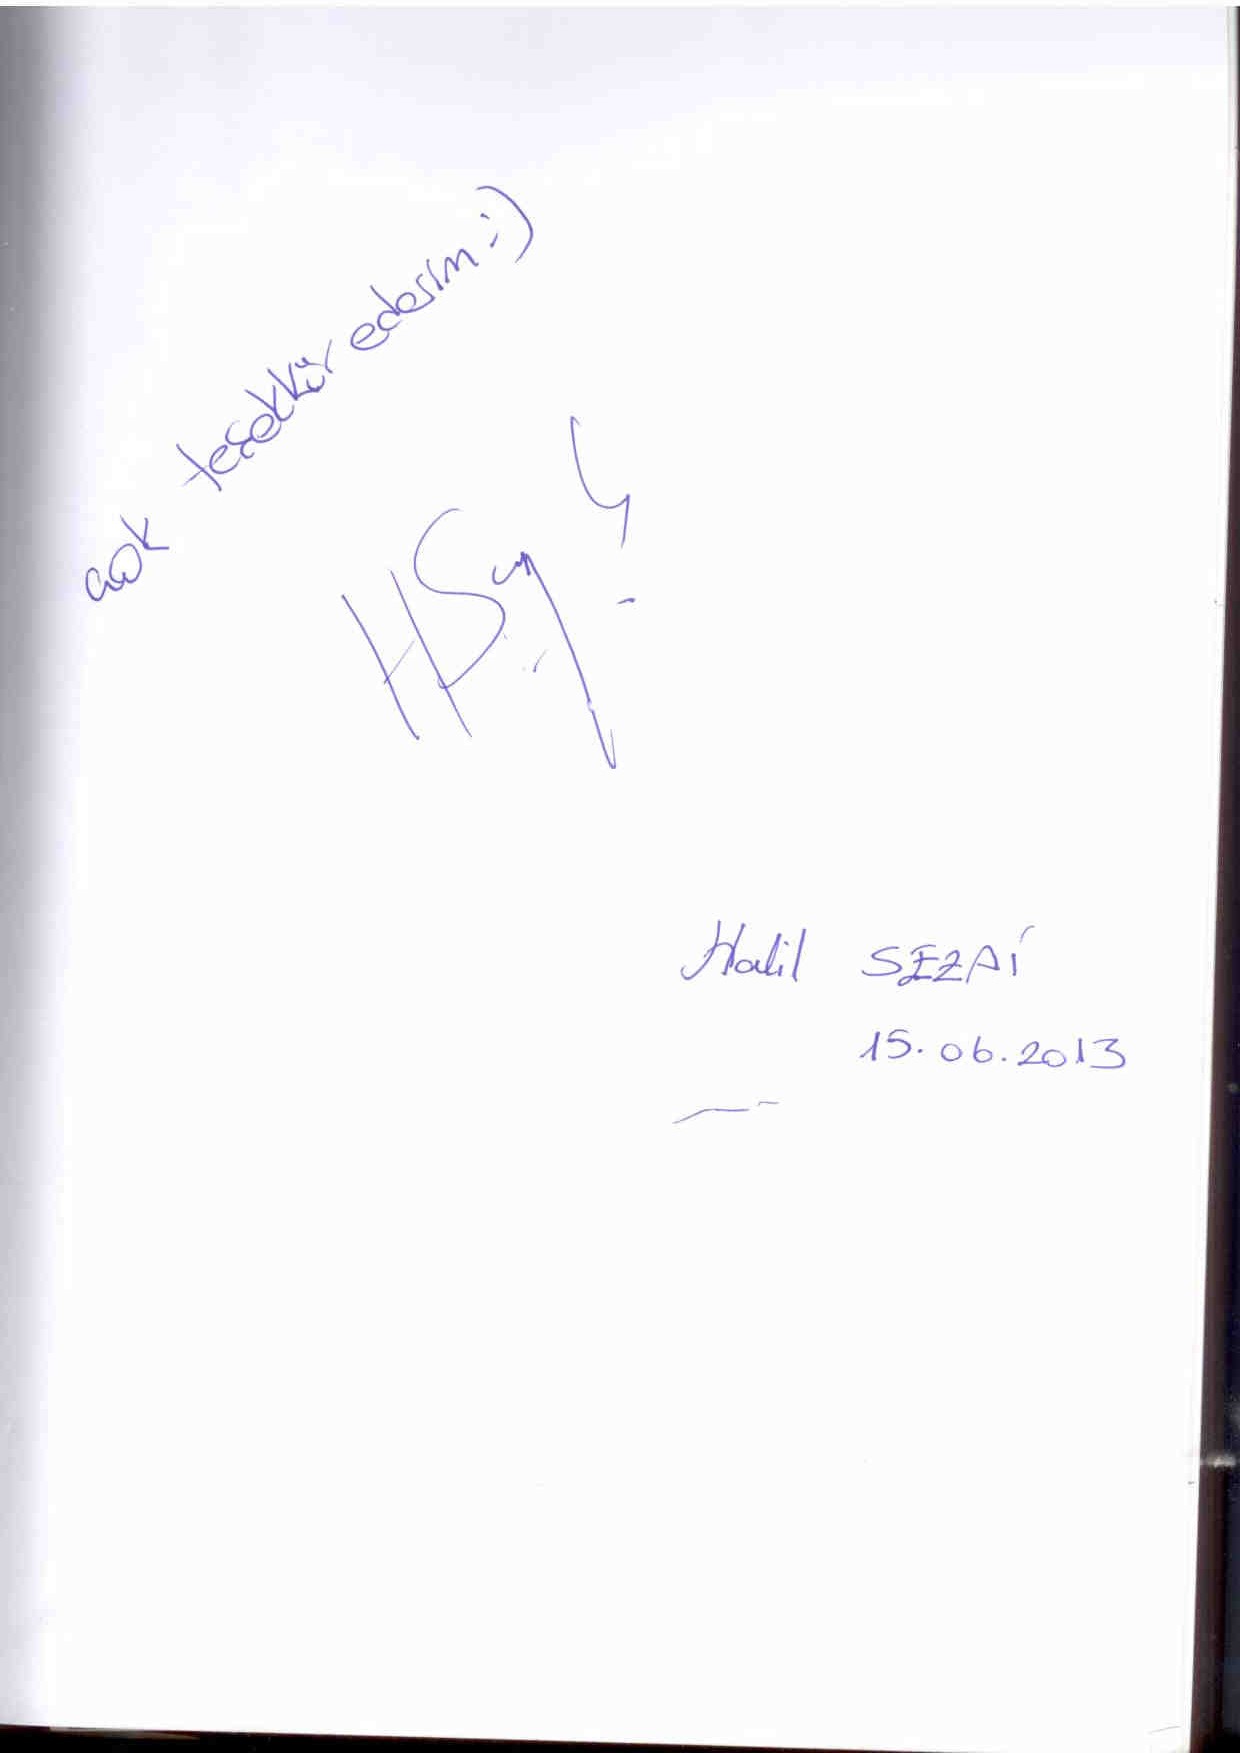 çok teşekkür ederim :)
Halil SEZAİ
15.06.2013